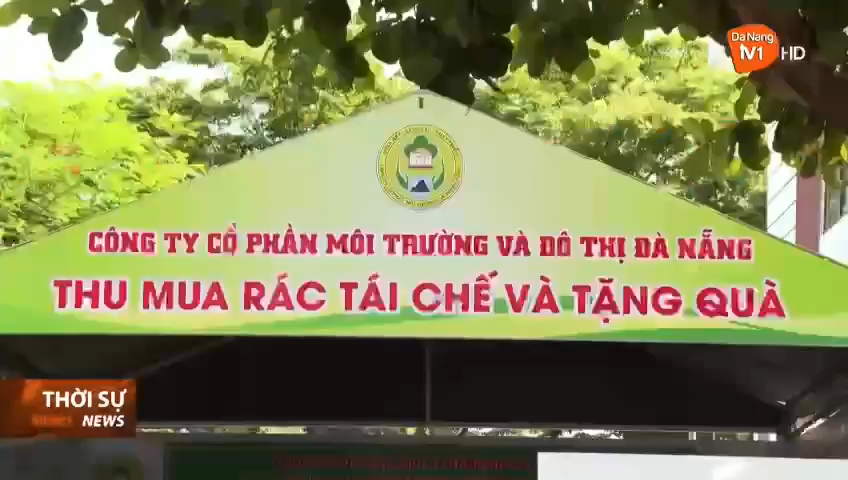 Da Nang
TV1 HD
CÔNG TY CỔ PHẦN MÔI TRƯỜNG VÀ ĐÔ THỊ ĐÀ NẴNG
THU MUA RÁC TÁI CHẾ VÀ TẶNG QUÀ
THỜI SỰ
NEWS